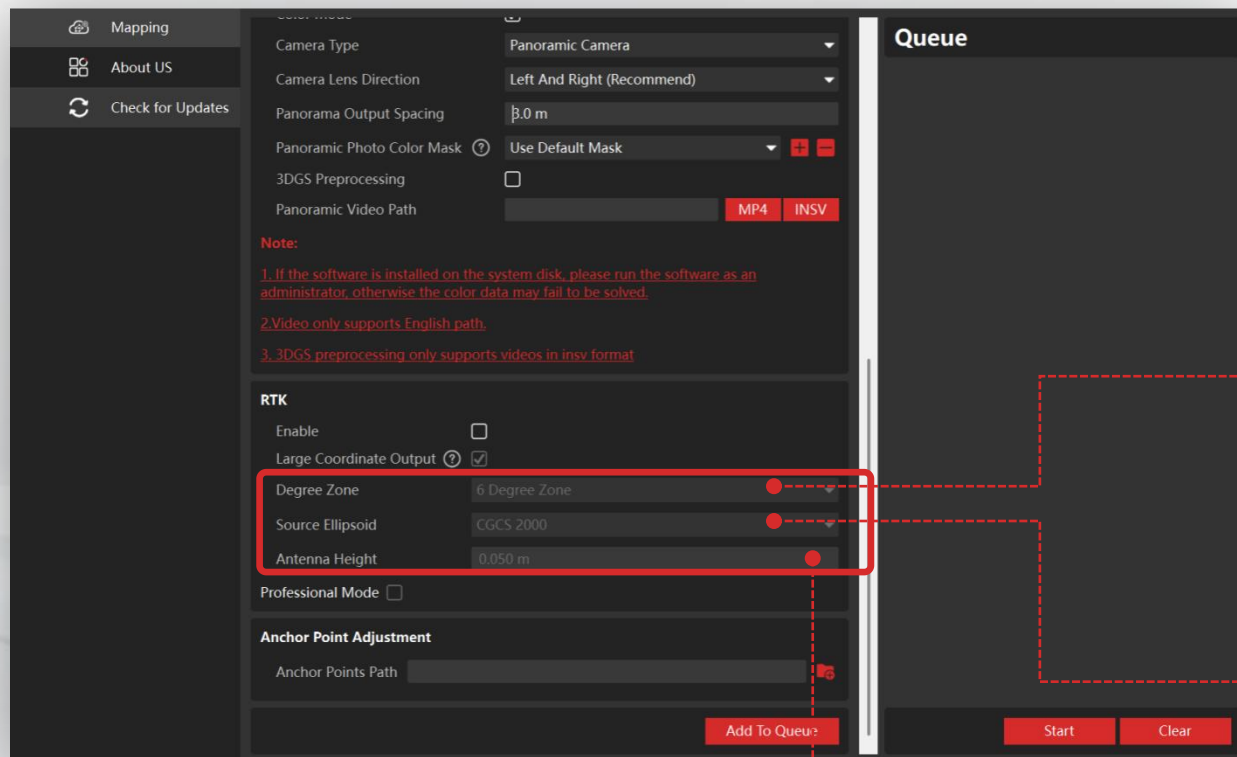 Mapping
About US
Check for Updates
Color Mode
Camera Type
Panoramic Camera
Camera Lens Direction
Left And Right (Recommend)
Panorama Output Spacing
3.0 m
Panoramic Photo Color Mask ?
Use Default Mask
3DGS Preprocessing
Panoramic Video Path
MP4
INSV
Note:
1. If the software is installed on the system disk, please run the software as an
administrator, otherwise the color data may fail to be solved.
2.Video only supports English path.
3. 3DGS preprocessing only supports videos in insv format
RTK
Enable
Large Coordinate Output ?
Degree Zone
6 Degree Zone
Source Ellipsoid
CGCS 2000
Antenna Height
0.050 m
Professional Mode
Anchor Point Adjustment
Anchor Points Path
Add To Queue
Queue
Start
Clear